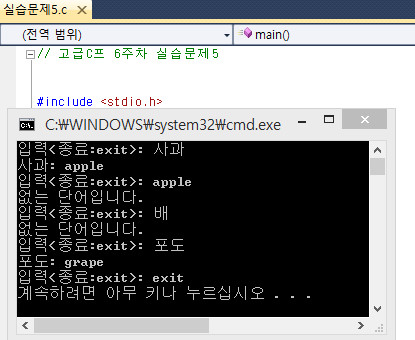 실습문제5.c
(전역 범위)
main()
// 고급C프 6주차 실습문제5
#include <stdio.h>
C:₩WINDOWS₩system32₩cmd.exe
입력<종료:exit>: 사과
사과: apple
입력<종료:exit>: apple
없는 단어입니다.
입력<종료:exit>: 배
없는 단어입니다.
입력<종료:exit>: 포도
포도: grape
입력<종료:exit>: exit
계속하려면 아무 키나 누르십시오 . . .